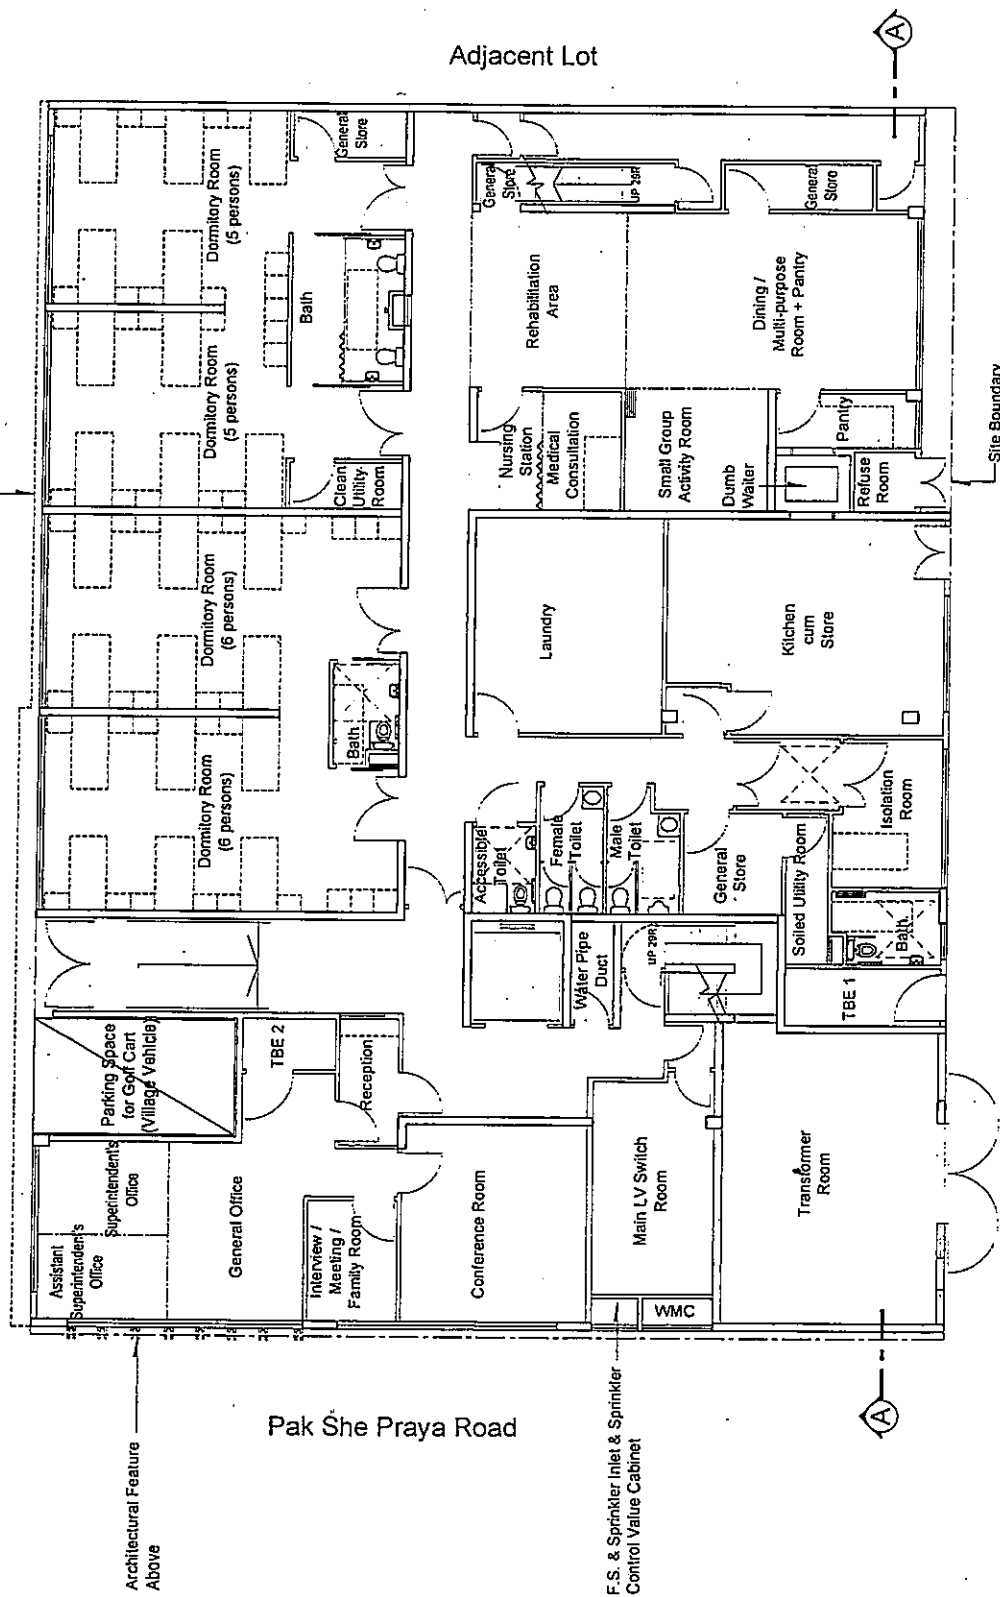 Adjacent Lot
A
Dormitory Room
(5 persons)
General
Store
Dormitory Room
(5 persons)
Bath
Clean
Utility
Room
Dormitory Room
(6 persons)
Dormitory Room
(6 persons)
Bath
General
Store
UP 29R
General
Store
Rehabilitation
Area
Dining /
Multi-purpose
Room + Pantry
Nursing
Station
Medical
Consultation
Small Group
Activity Room
Pantry
Dumb
Waiter
Refuse
Room
Site Boundary
Laundry
Kitchen
cum
Store
Accessible
Toilet
Female
Toilet
Male
Toilet
General
Store
Soiled Utility Room
Isolation
Room
Bath
Water Pipe
Duct
UP 29R
TBE 1
Parking Space
for Golf Cart
(Village Vehicle)
TBE 2
Reception
Superintendent's
Office
Assistant
Superintendent's
Office
General Office
Interview /
Meeting /
Family Room
Conference Room
Main LV Switch
Room
WMC
Transformer
Room
Pak She Praya Road
Architectural Feature
Above
F.S. & Sprinkler Inlet & Sprinkler
Control Value Cabinet
A